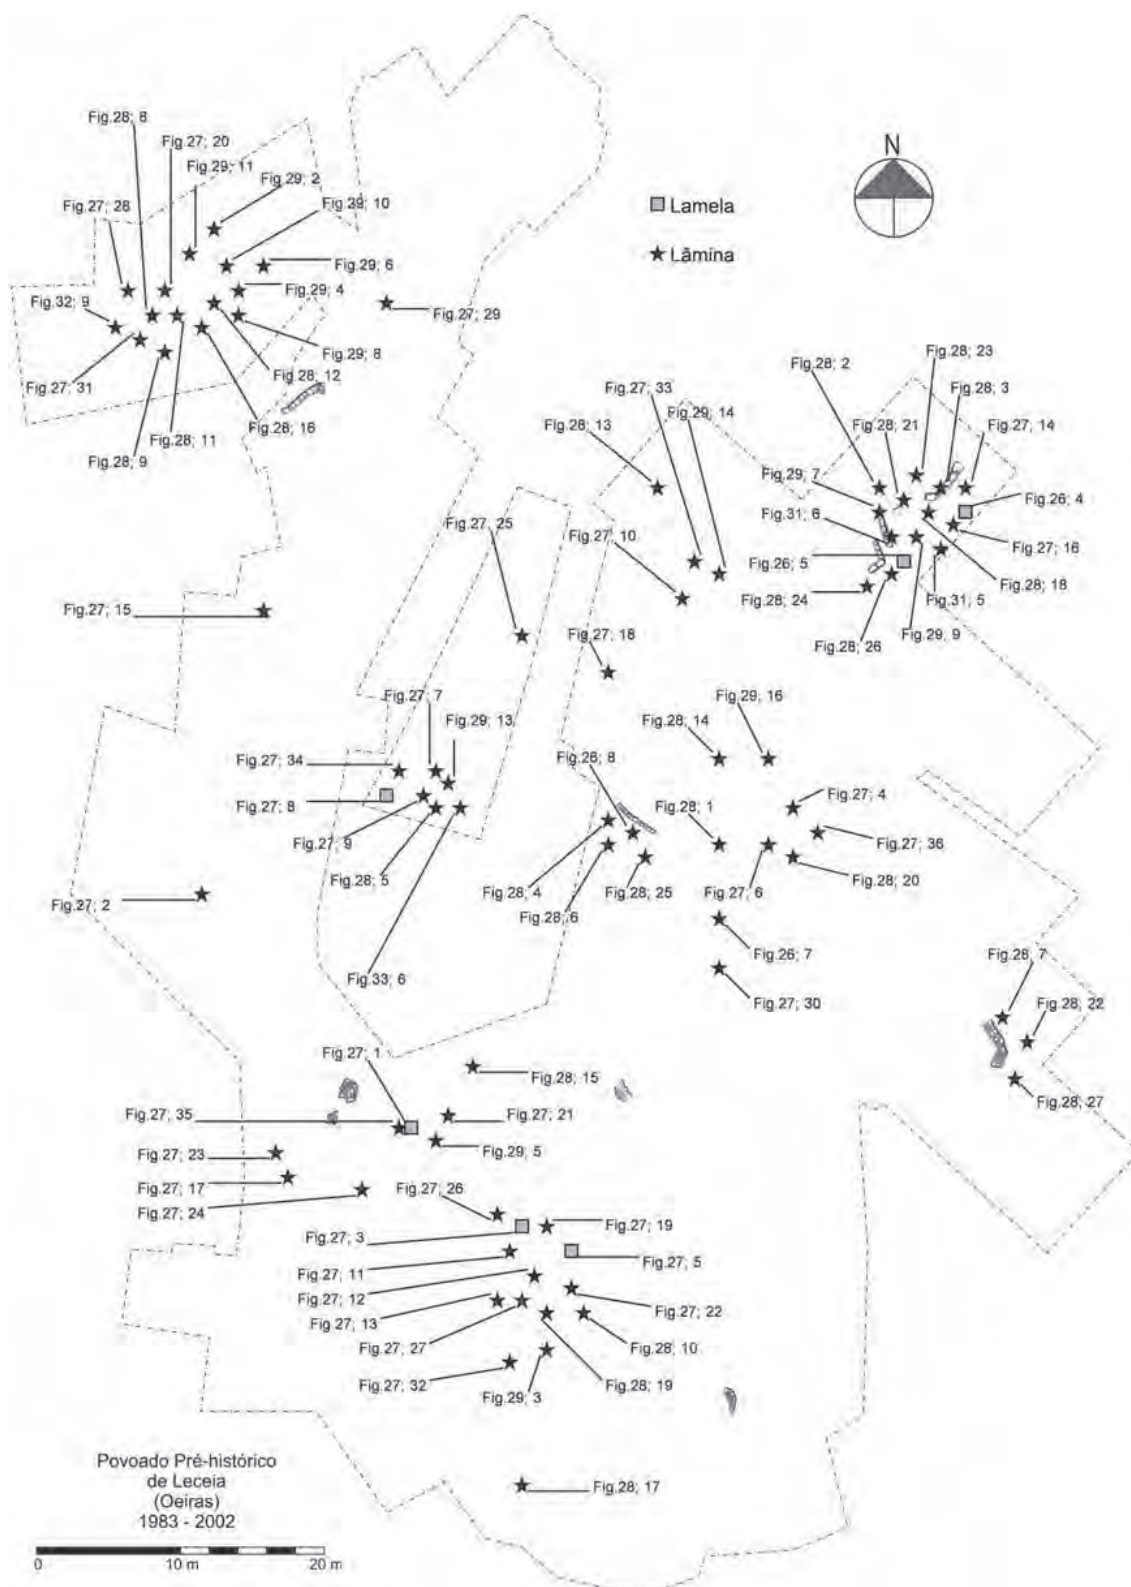 N
Lamela
Lâmina
Fig.28; 8
Fig.27; 20
Fig.29; 11
Fig.29; 2
Fig.29; 10
Fig.27; 28
Fig.29; 6
Fig.29; 4
Fig.32; 9
Fig.27; 29
Fig.29; 8
Fig.28; 12
Fig.27; 31
Fig.28; 16
Fig.28; 11
Fig.28; 9
Fig.28; 23
Fig.28; 2
Fig.28; 3
Fig.27; 33
Fig.29; 14
Fig.28; 13
Fig.28; 21
Fig.27; 14
Fig.29; 7
Fig.26; 4
Fig.31; 6
Fig.27; 25
Fig.27; 10
Fig.27; 16
Fig.26; 5
Fig.28; 18
Fig.28; 24
Fig.31; 5
Fig.29; 9
Fig.28; 26
Fig.27; 15
Fig.27; 18
Fig.27; 7
Fig.29; 16
Fig.29; 13
Fig.28; 14
Fig.27; 34
Fig.26; 8
Fig.27; 8
Fig.28; 1
Fig.27; 4
Fig.27; 9
Fig.27; 36
Fig.28; 5
Fig.28; 4
Fig.28; 25
Fig.27; 6
Fig.28; 20
Fig.27; 2
Fig.28; 6
Fig.26; 7
Fig.33; 6
Fig.27; 30
Fig.28; 7
Fig.28; 22
Fig.28; 27
Fig.27; 1
Fig.28; 15
Fig.27; 35
Fig.27; 21
Fig.29; 5
Fig.27; 23
Fig.27; 17
Fig.27; 24
Fig.27; 26
Fig.27; 3
Fig.27; 19
Fig.27; 5
Fig.27; 11
Fig.27; 12
Fig.27; 22
Fig.27; 13
Fig.27; 27
Fig.28; 10
Fig.27; 32
Fig.28; 19
Fig.29; 3
Fig.28; 17
Povoado Pré-histórico
de Leceia
(Oeiras)
1983 - 2002
0 10 m 20 m